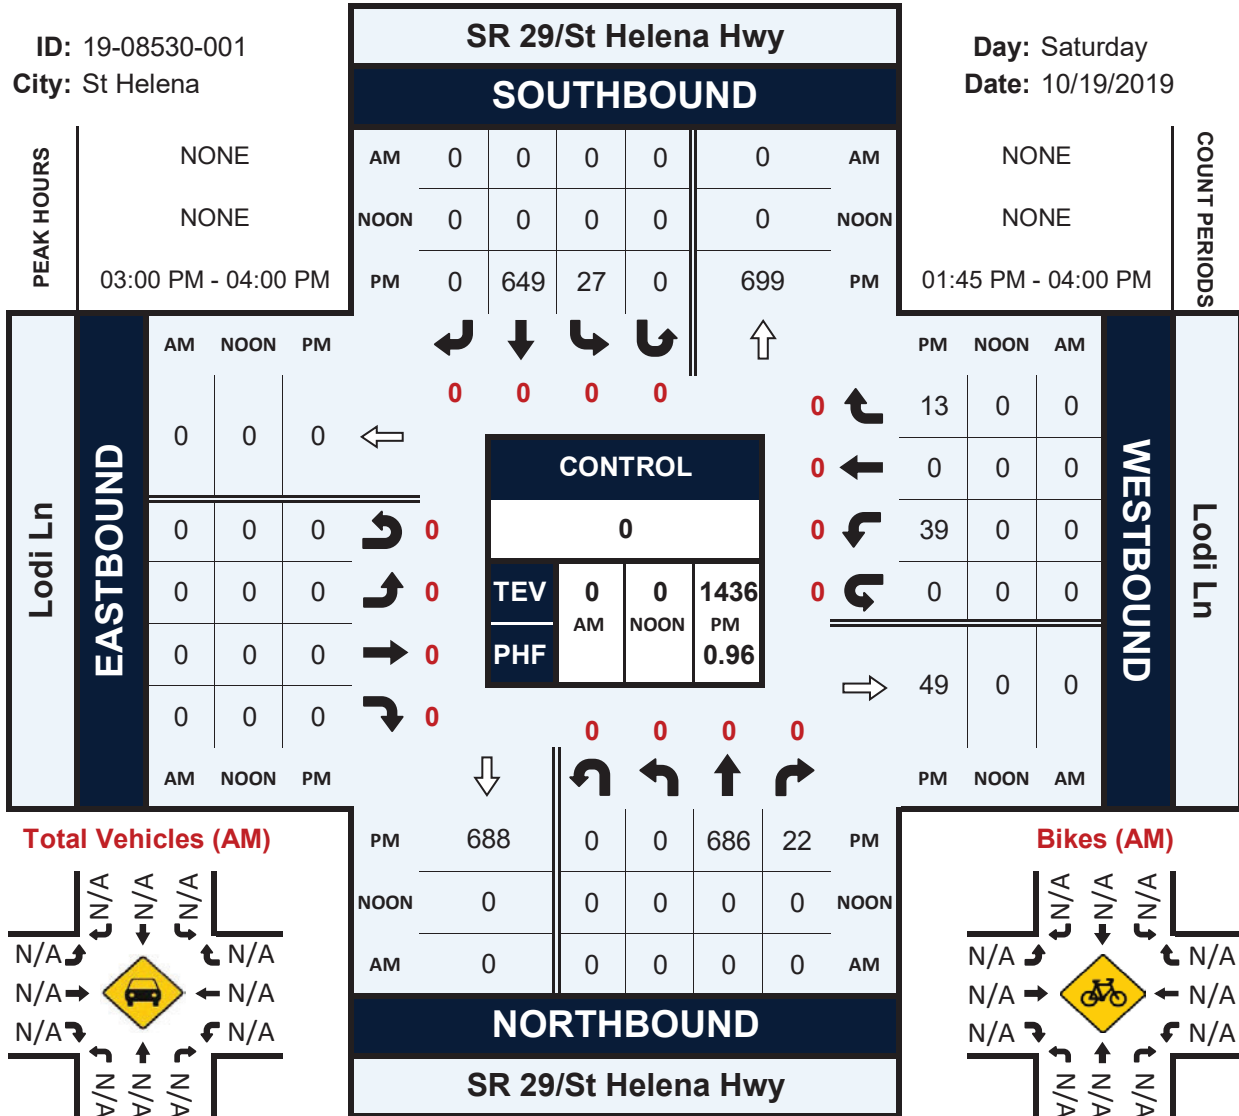 ID: 19-08530-001
City: St Helena
SR 29/St Helena Hwy
SOUTHBOUND
Day: Saturday
Date: 10/19/2019
PEAK HOURS
NONE
NONE
03:00 PM - 04:00 PM
AM 0 0 0 0 0 AM
NOON 0 0 0 0 0 NOON
PM 0 649 27 0 699 PM
NONE
NONE
01:45 PM - 04:00 PM
COUNT PERIODS
0 0 0 0
Lodi Ln
EASTBOUND
AM NOON PM
0 0 0
0 0 0 0
0 0 0 0
0 0 0 0
0 0 0 0
AM NOON PM
CONTROL
0
TEV 0 0 1436
AM NOON PM
PHF 0.96
PM NOON AM
0 13 0 0
0 0 0 0
0 39 0 0
0 0 0 0
49 0 0
PM NOON AM
WESTBOUND
Lodi Ln
0 0 0 0
PM 688 0 0 686 22 PM
NOON 0 0 0 0 0 NOON
AM 0 0 0 0 0 AM
NORTHBOUND
SR 29/St Helena Hwy
Total Vehicles (AM)
N/A N/A N/A
N/A N/A
N/A N/A
N/A N/A
N/A N/A N/A
Bikes (AM)
N/A N/A N/A
N/A N/A
N/A N/A
N/A N/A
N/A N/A N/A